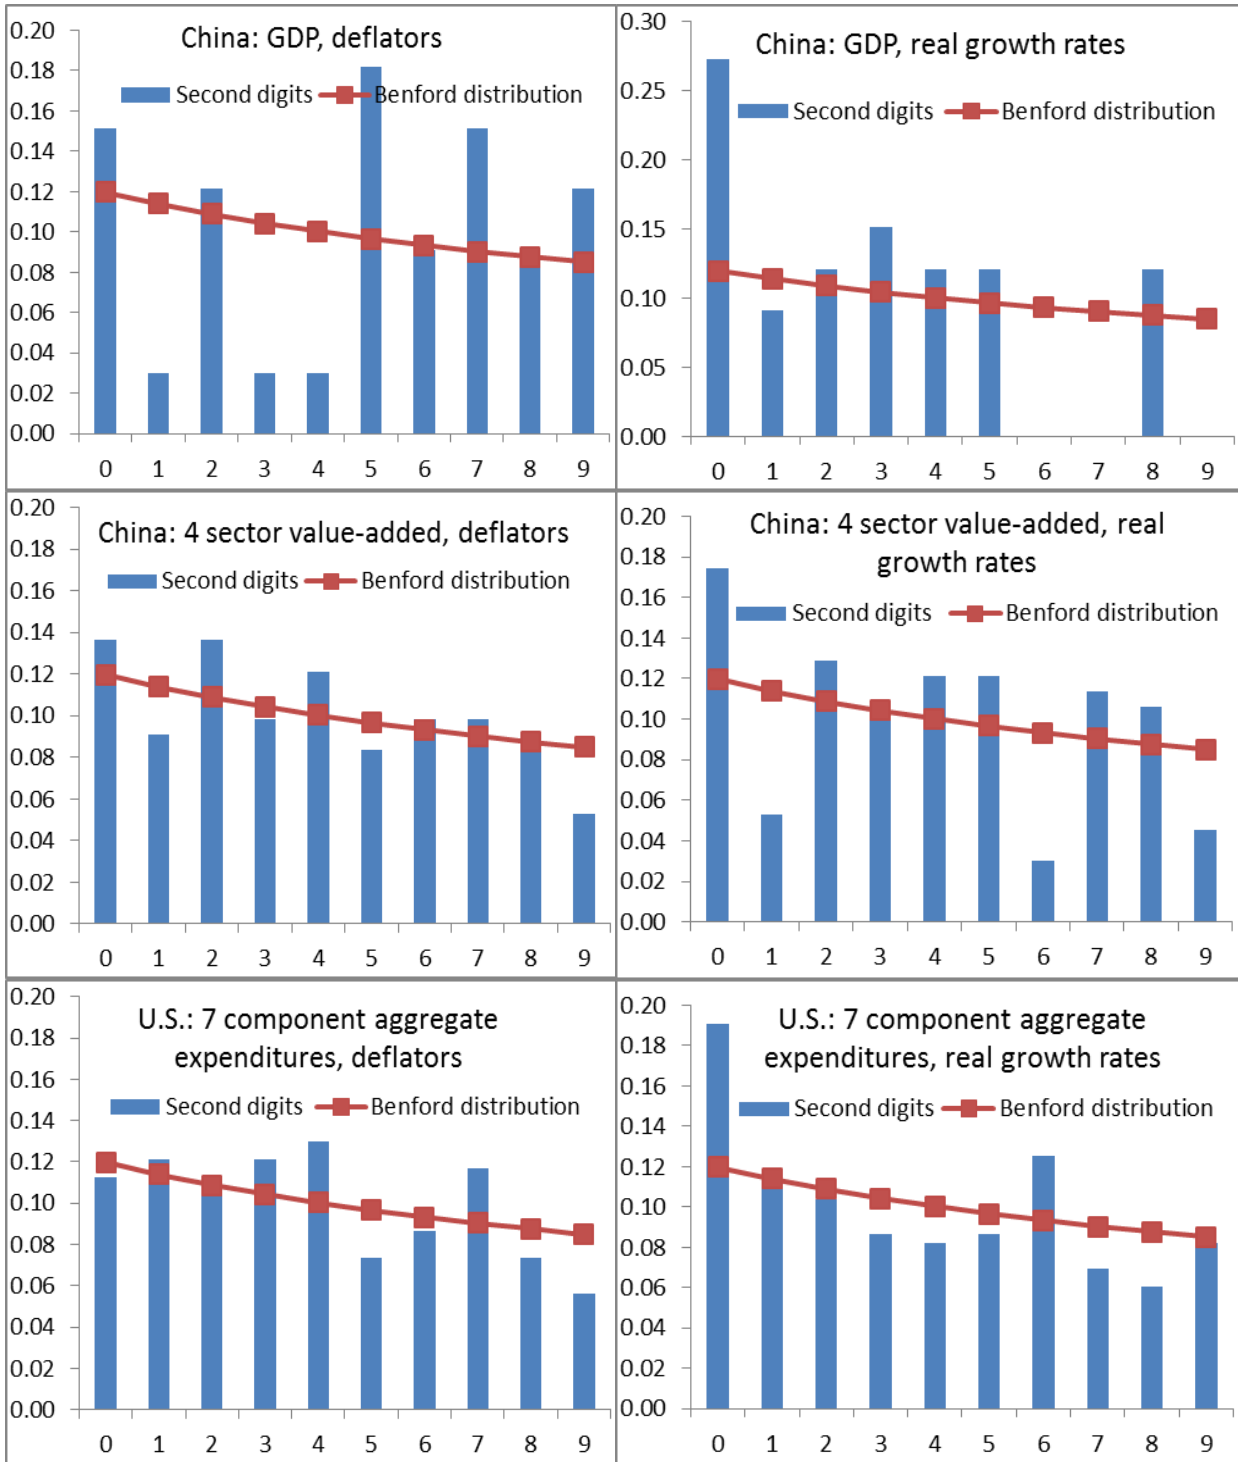 China: GDP, deflators
Second digits Benford distribution
0.20
0.18
0.16
0.14
0.12
0.10
0.08
0.06
0.04
0.02
0.00
0 1 2 3 4 5 6 7 8 9
China: GDP, real growth rates
Second digits Benford distribution
0.30
0.25
0.20
0.15
0.10
0.05
0.00
0 1 2 3 4 5 6 7 8 9
China: 4 sector value-added, deflators
Second digits Benford distribution
0.20
0.18
0.16
0.14
0.12
0.10
0.08
0.06
0.04
0.02
0.00
0 1 2 3 4 5 6 7 8 9
China: 4 sector value-added, real
growth rates
Second digits Benford distribution
0.20
0.18
0.16
0.14
0.12
0.10
0.08
0.06
0.04
0.02
0.00
0 1 2 3 4 5 6 7 8 9
U.S.: 7 component aggregate
expenditures, deflators
Second digits Benford distribution
0.20
0.18
0.16
0.14
0.12
0.10
0.08
0.06
0.04
0.02
0.00
0 1 2 3 4 5 6 7 8 9
U.S.: 7 component aggregate
expenditures, real growth rates
Second digits Benford distribution
0.20
0.18
0.16
0.14
0.12
0.10
0.08
0.06
0.04
0.02
0.00
0 1 2 3 4 5 6 7 8 9